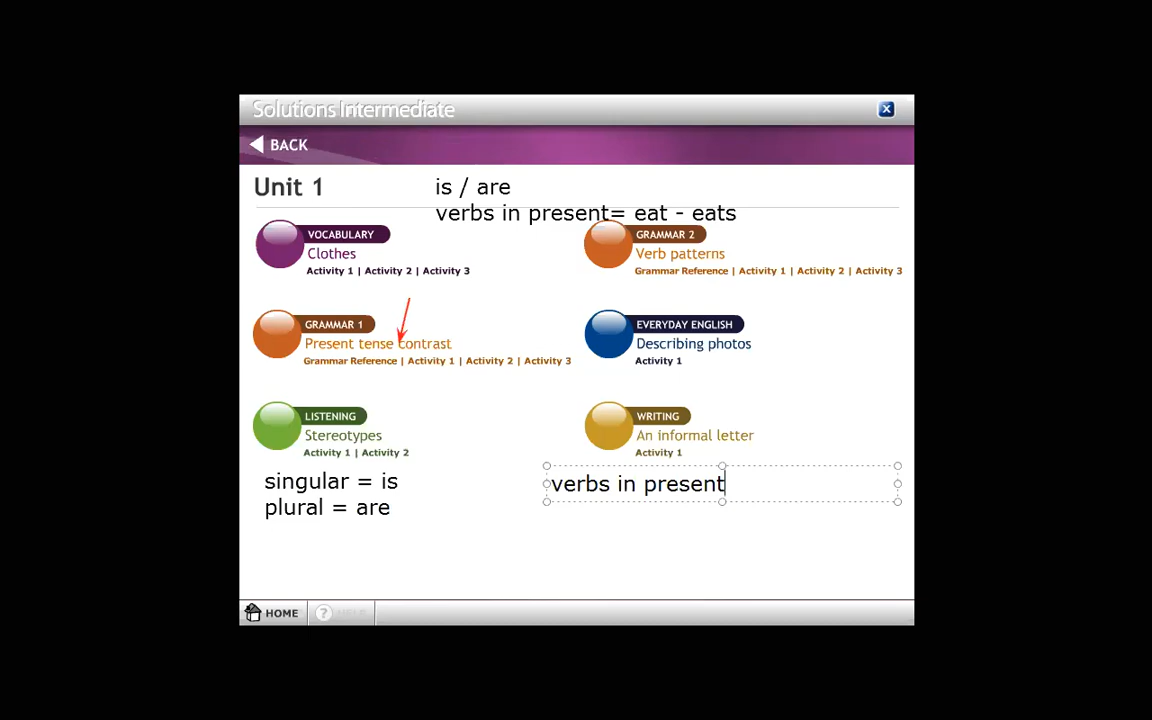 Solutions Intermediate
BACK
Unit 1
is / are
verbs in present= eat - eats
VOCABULARY
Clothes
Activity 1 | Activity 2 | Activity 3
GRAMMAR 2
Verb patterns
Grammar Reference | Activity 1 | Activity 2 | Activity 3
GRAMMAR 1
Present tense contrast
Grammar Reference | Activity 1 | Activity 2 | Activity 3
EVERYDAY ENGLISH
Describing photos
Activity 1
LISTENING
Stereotypes
Activity 1 | Activity 2
WRITING
An informal letter
Activity 1
singular = is
plural = are
verbs in present
HOME
? HELP